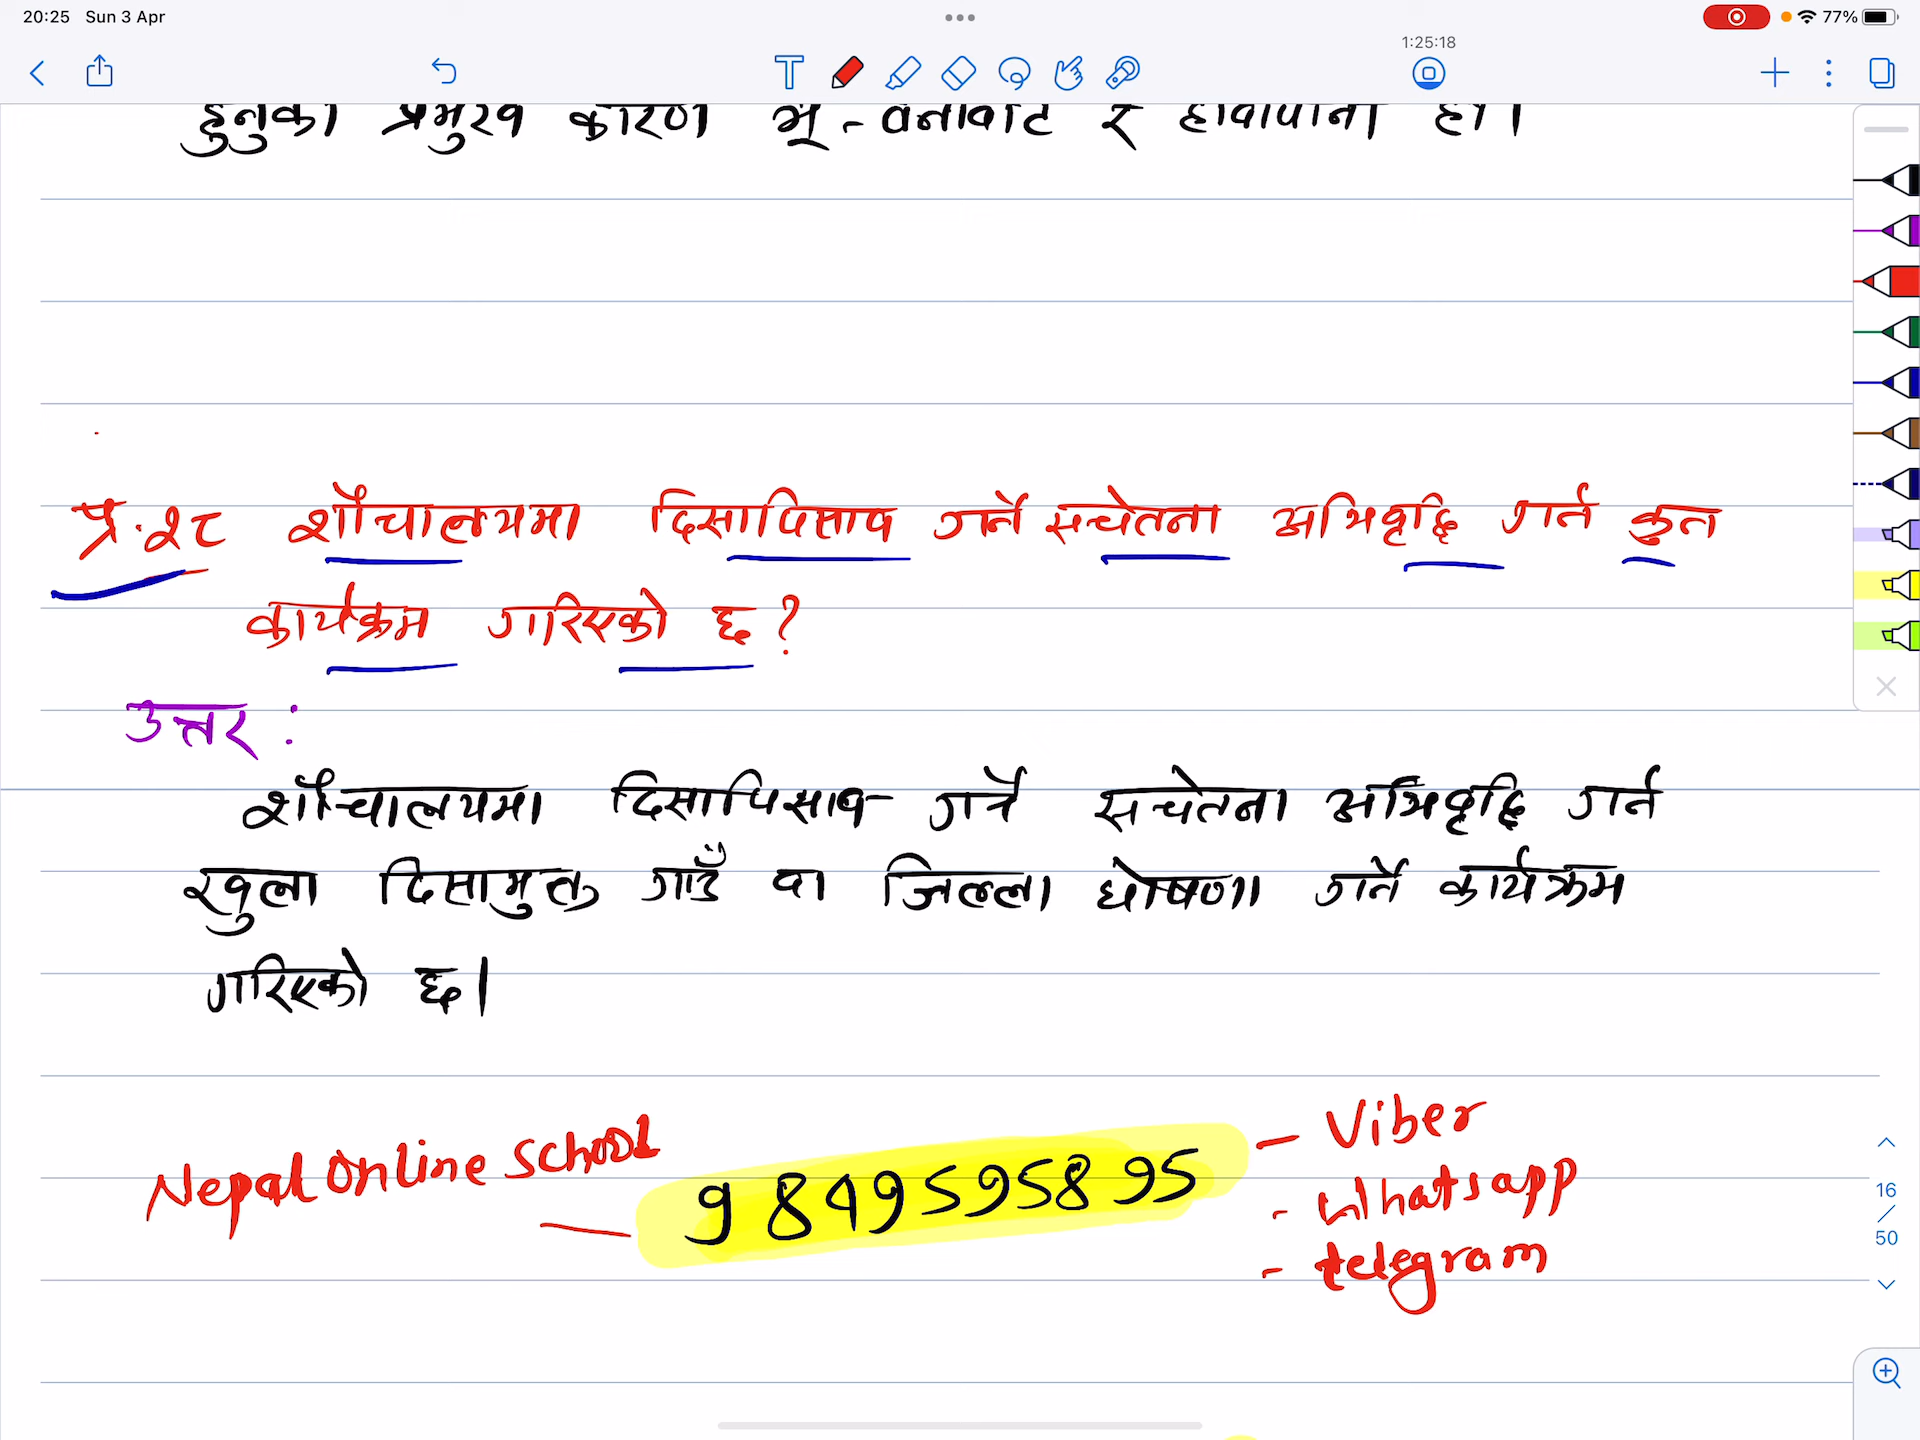 20:25 Sun 3 Apr
77%
1:25:18
हुनुको प्रमुख कारण भू-वनावाट र हावापानी हो।
प्र.२८ शौचालयमा दिसापिसाव गर्ने सचेतना अभिवृद्धि गर्न कुन
कार्यक्रम गरिएको छ?
उत्तर:
शौचालयमा दिसापिसाव गर्ने सचेतना अभिवृद्धि गर्न
खुला दिसामुक्त गाउँ वा जिल्ला घोषणा गर्ने कार्यक्रम
गरिएको छ।
Nepal Online School
— 9849595895
— Viber
- Whatsapp
- telegram
16
/
50